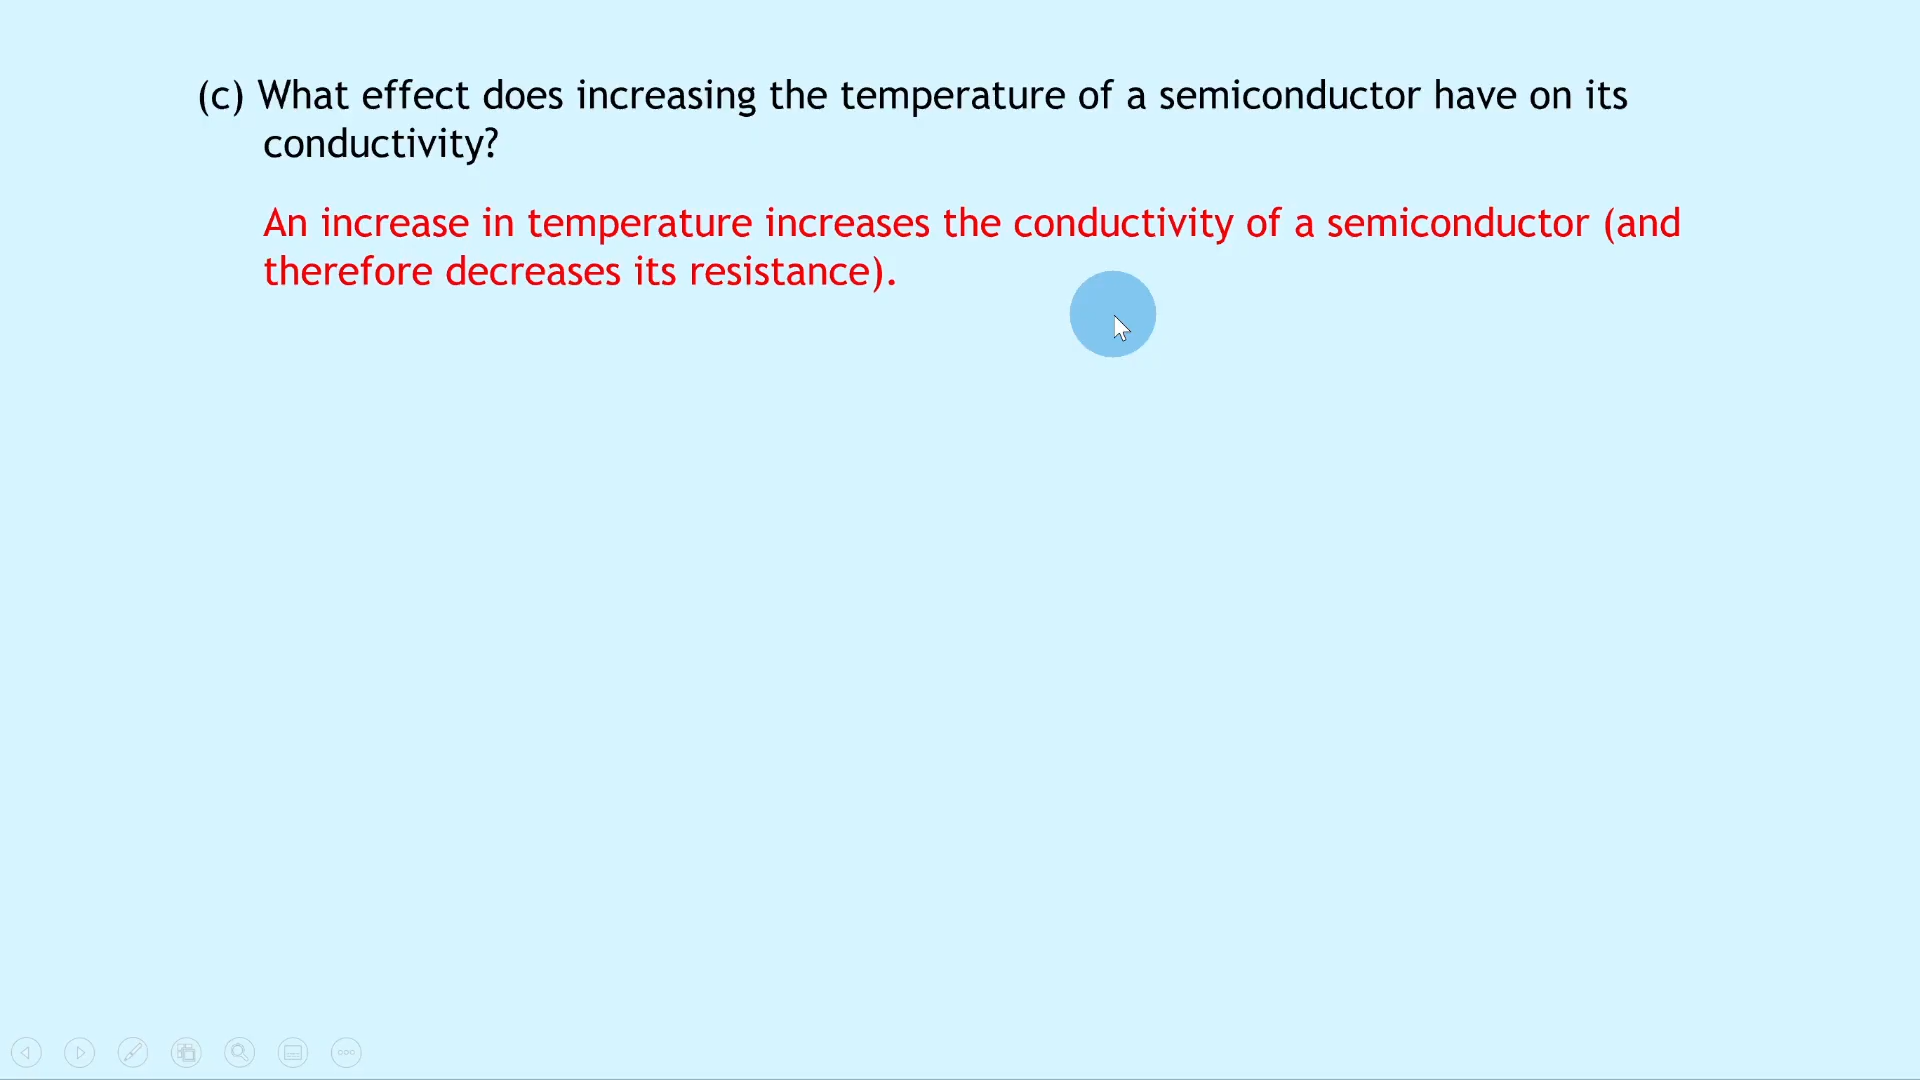 (c) What effect does increasing the temperature of a semiconductor have on its
conductivity?
An increase in temperature increases the conductivity of a semiconductor (and
therefore decreases its resistance).